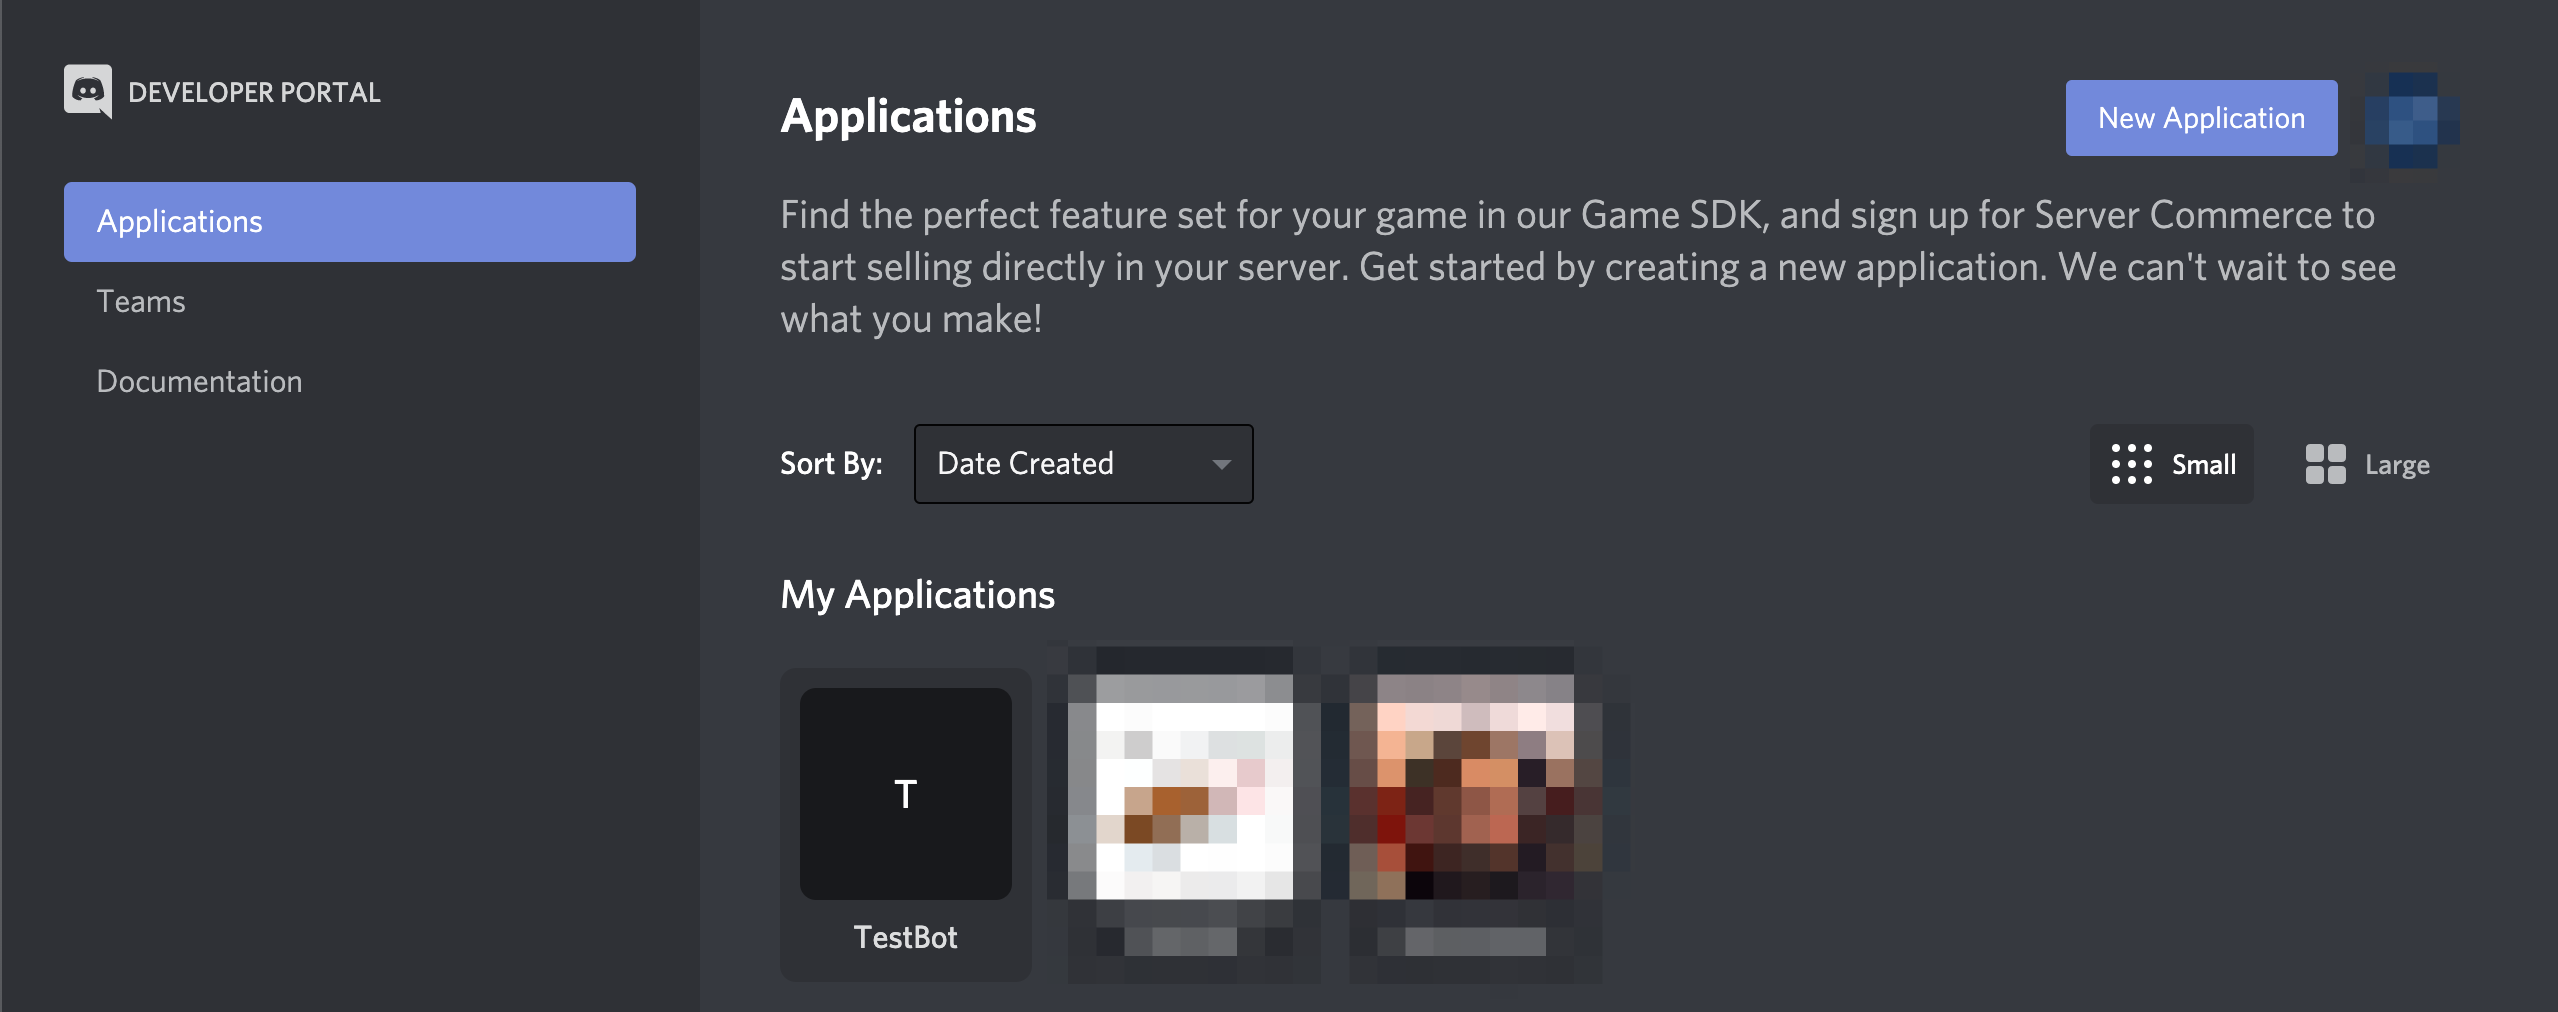 DEVELOPER PORTAL
Applications
Teams
Documentation
Applications
New Application
Find the perfect feature set for your game in our Game SDK, and sign up for Server Commerce to
start selling directly in your server. Get started by creating a new application. We can't wait to see
what you make!
Sort By:
Date Created
Small
Large
My Applications
T
TestBot